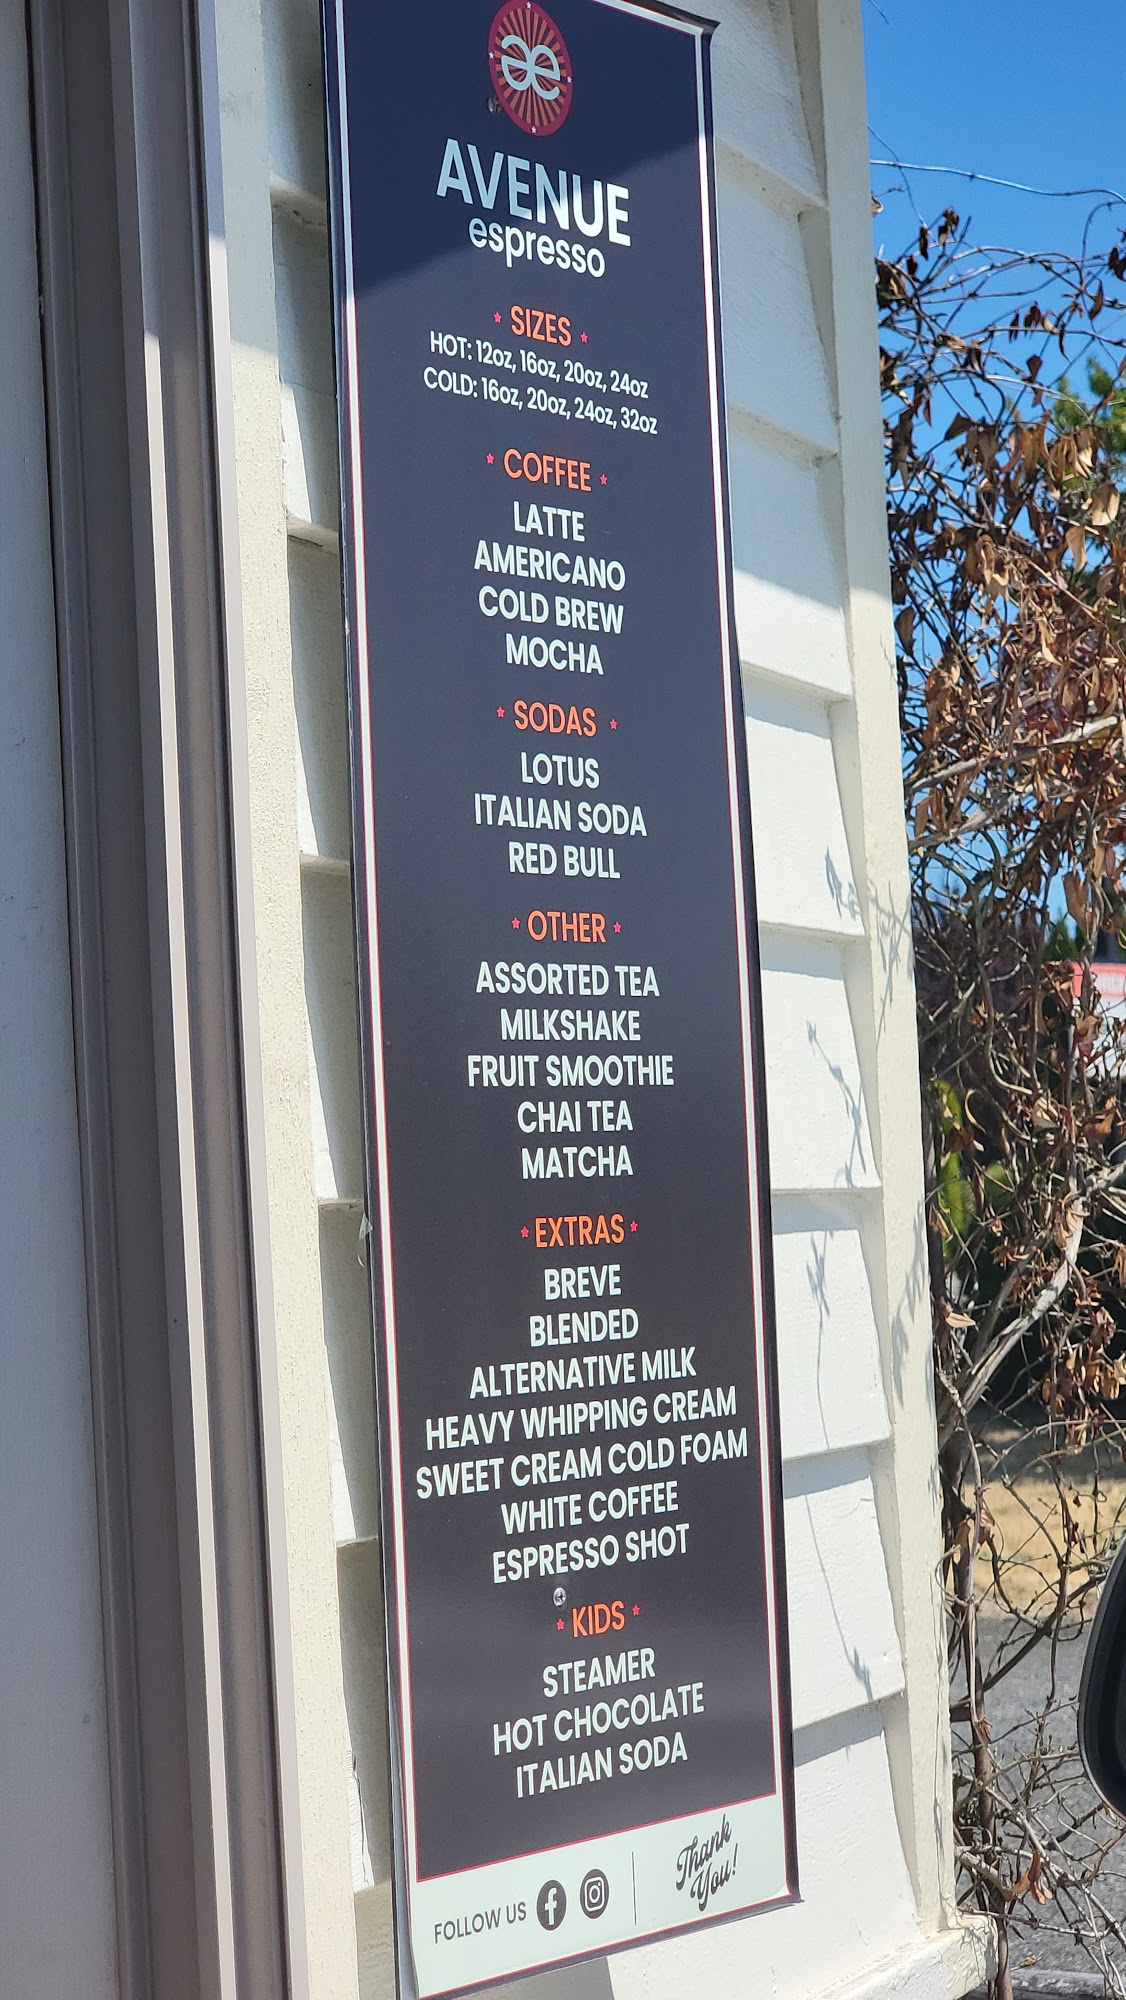 ae
AVENUE
espresso
SIZES
HOT: 12oz, 16oz, 20oz, 24oz
COLD: 16oz, 20oz, 24oz, 32oz
COFFEE
LATTE
AMERICANO
COLD BREW
MOCHA
SODAS
LOTUS
ITALIAN SODA
RED BULL
OTHER
ASSORTED TEA
MILKSHAKE
FRUIT SMOOTHIE
CHAI TEA
MATCHA
EXTRAS
BREVE
BLENDED
ALTERNATIVE MILK
HEAVY WHIPPING CREAM
SWEET CREAM COLD FOAM
WHITE COFFEE
ESPRESSO SHOT
KIDS
STEAMER
HOT CHOCOLATE
ITALIAN SODA
FOLLOW US
Thank
You!